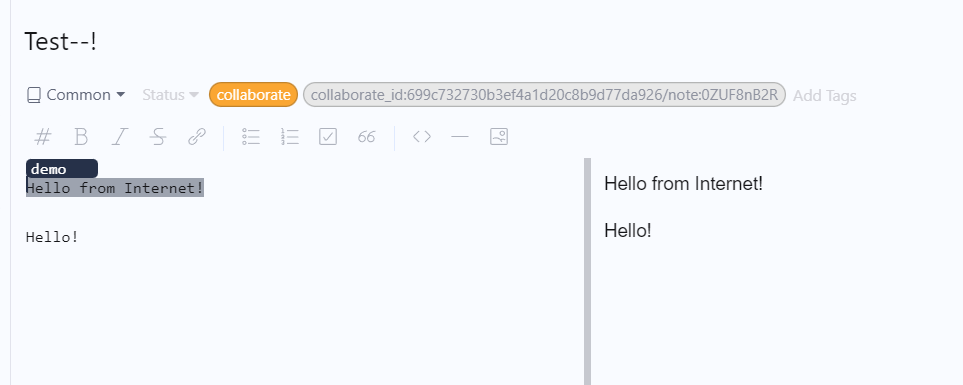 Test--!
Common Status collaborate collaborate_id:699c732730b3ef4a1d20c8b9d77da926/note:0ZUF8nB2R Add Tags
demo
Hello from Internet!
Hello!
Hello from Internet!
Hello!